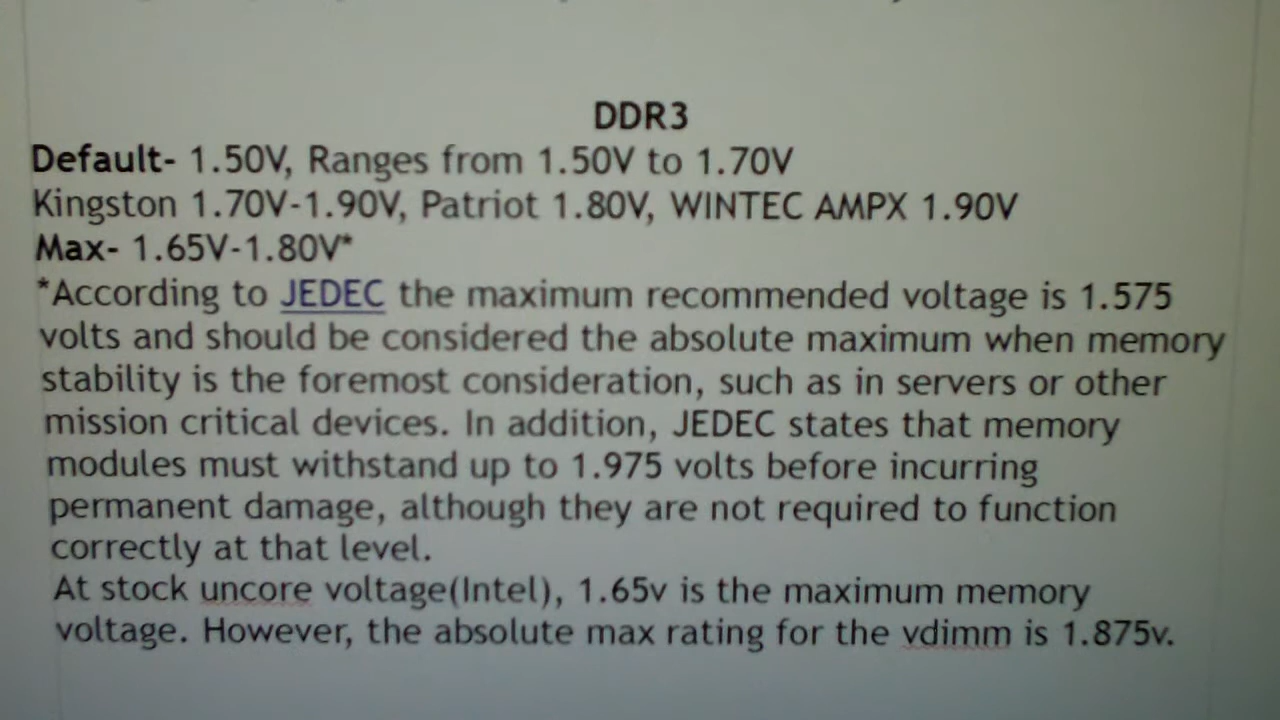 DDR3
Default- 1.50V, Ranges from 1.50V to 1.70V
Kingston 1.70V-1.90V, Patriot 1.80V, WINTEC AMPX 1.90V
Max- 1.65V-1.80V*
*According to JEDEC the maximum recommended voltage is 1.575
volts and should be considered the absolute maximum when memory
stability is the foremost consideration, such as in servers or other
mission critical devices. In addition, JEDEC states that memory
modules must withstand up to 1.975 volts before incurring
permanent damage, although they are not required to function
correctly at that level.
At stock uncore voltage(Intel), 1.65v is the maximum memory
voltage. However, the absolute max rating for the vdimm is 1.875v.